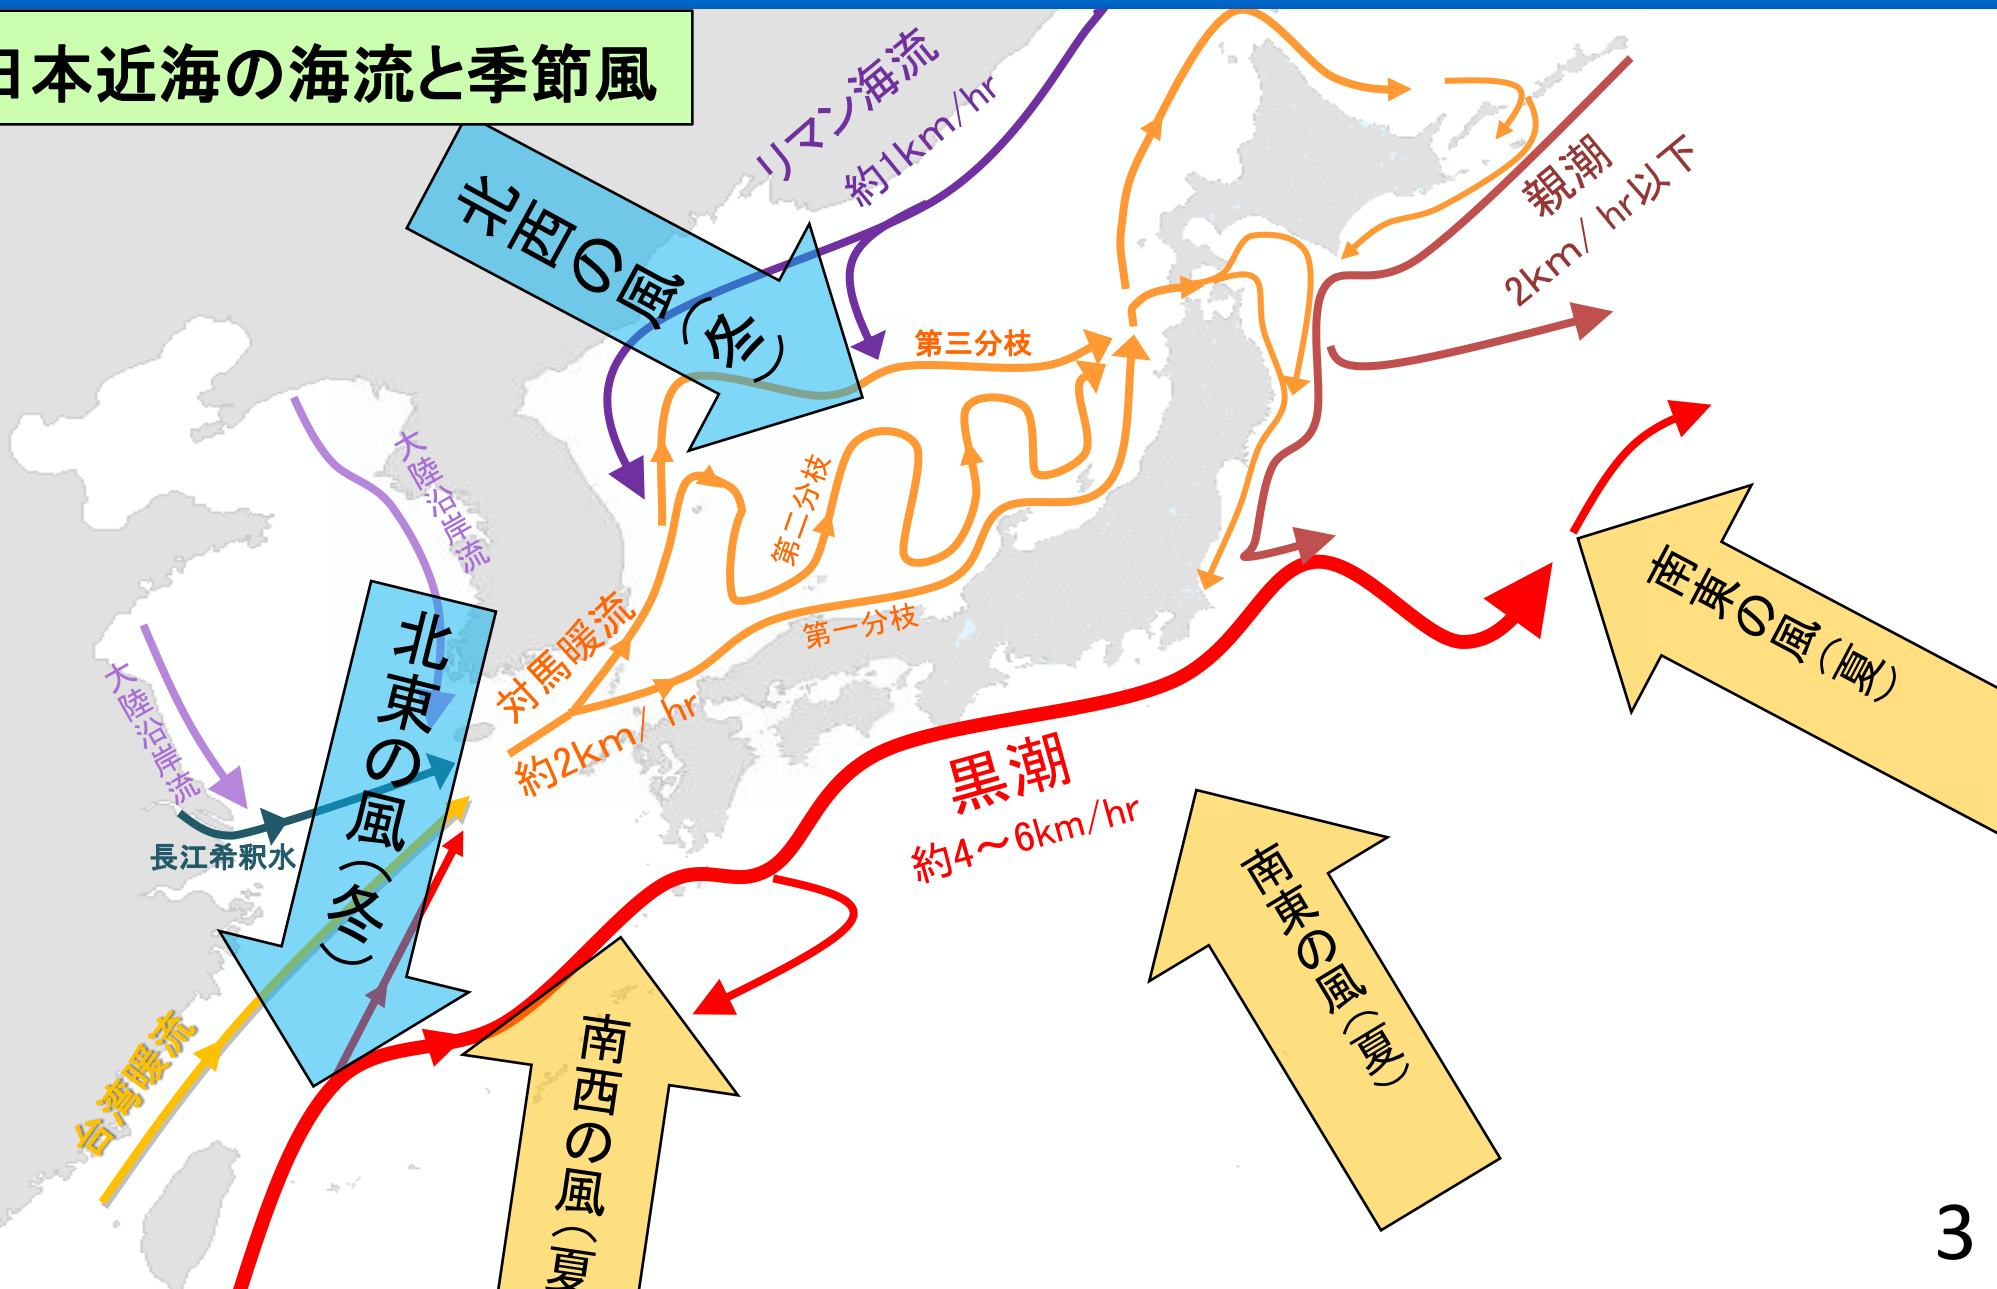 日本近海の海流と季節風
リマン海流
約1km/hr
北西の風(冬)
親潮
2km/ hr以下
第三分枝
大陸沿岸流
第二分枝
南東の風(夏)
第一分枝
対馬暖流
約2km/ hr
北東の風(冬)
大陸沿岸流
黒潮
約4～6km/hr
長江希釈水
南東の風(夏)
台湾暖流
南西の風(夏
3